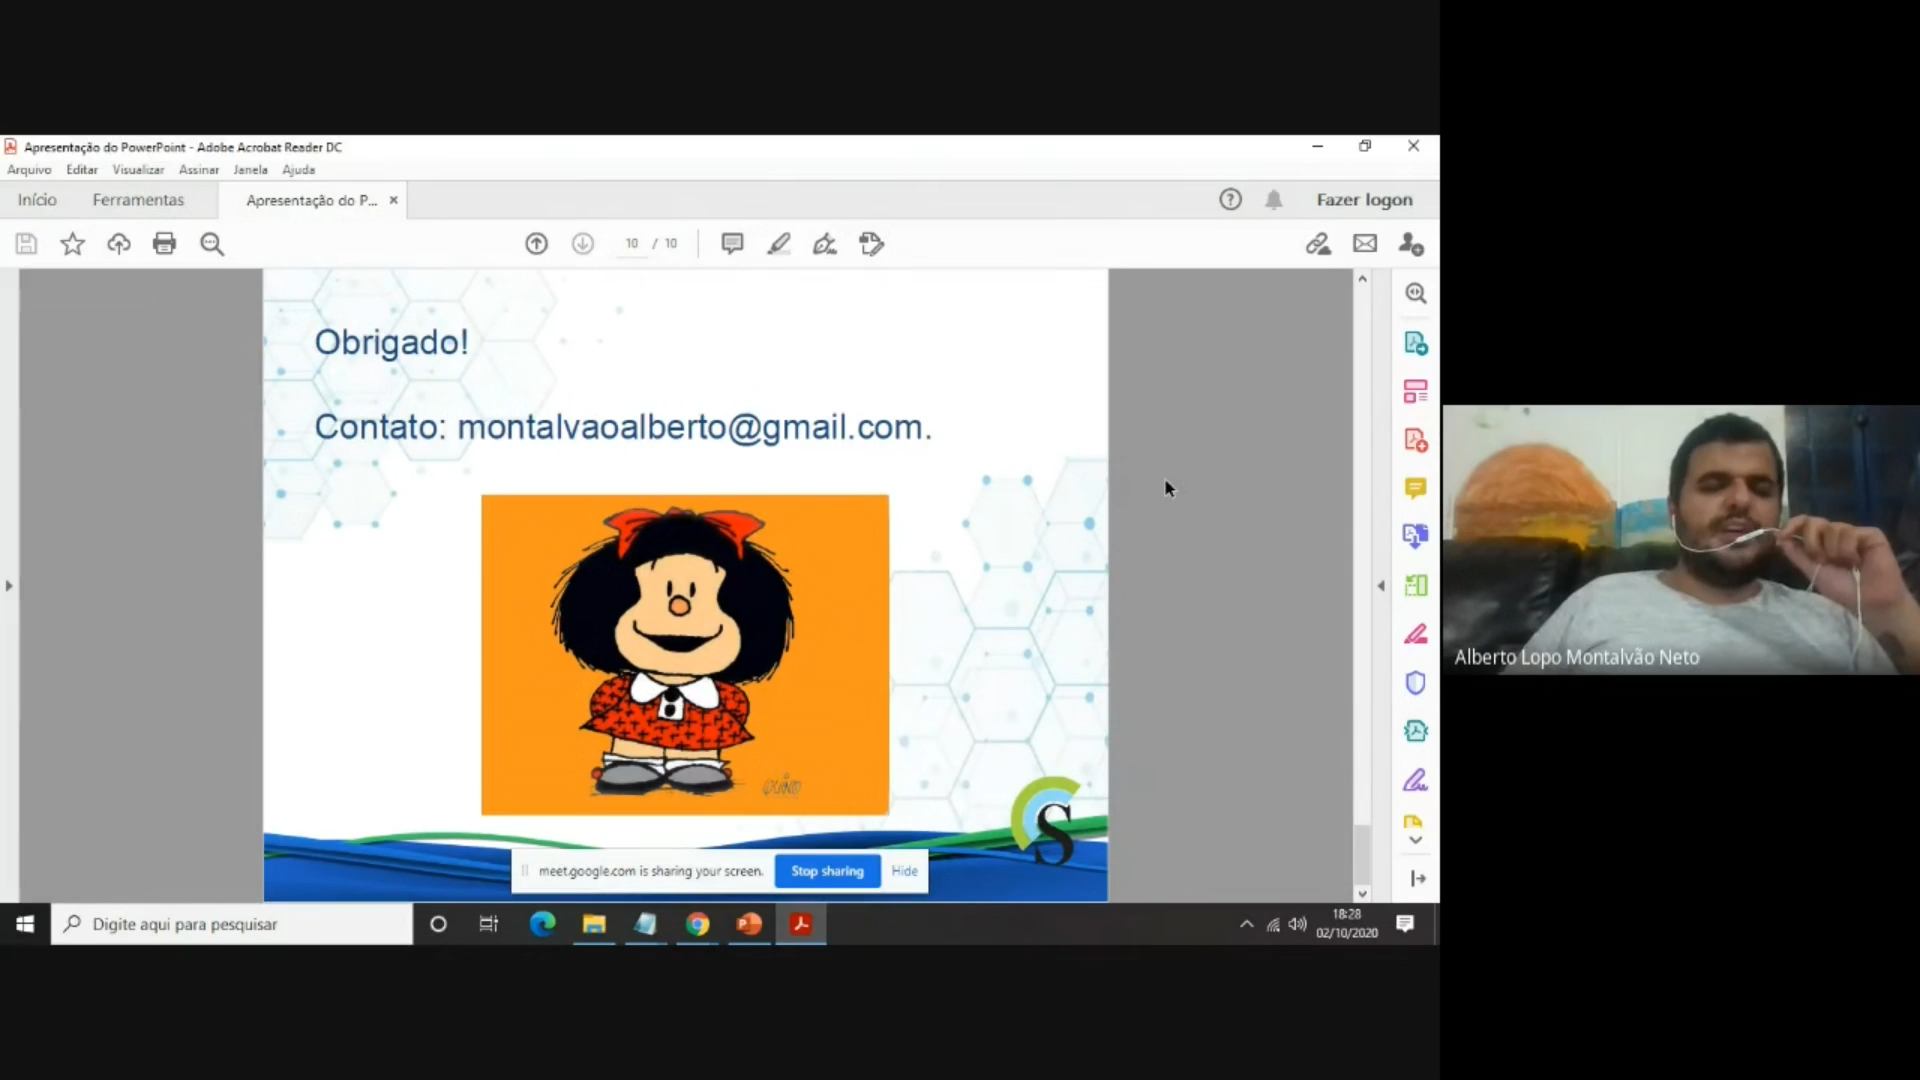 Apresentação do PowerPoint - Adobe Acrobat Reader DC
Arquivo Editar Visualizar Assinar Janela Ajuda
Início Ferramentas Apresentação do P... Fazer logon
10 / 10
Obrigado!
Contato: montalvaoalberto@gmail.com.
QUINO
S
Alberto Lopo Montalvão Neto
meet.google.com is sharing your screen. Stop sharing Hide
Digite aqui para pesquisar
18:28
02/10/2020